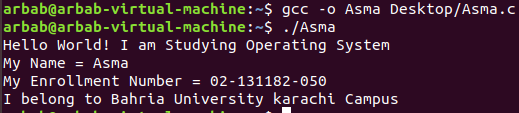 arbab@arbab-virtual-machine:~$ gcc -o Asma Desktop/Asma.c
arbab@arbab-virtual-machine:~$ ./Asma
Hello World! I am Studying Operating System
My Name = Asma
My Enrollment Number = 02-131182-050
I belong to Bahria University karachi Campus
arbab@arbab-virtual-machine:~$